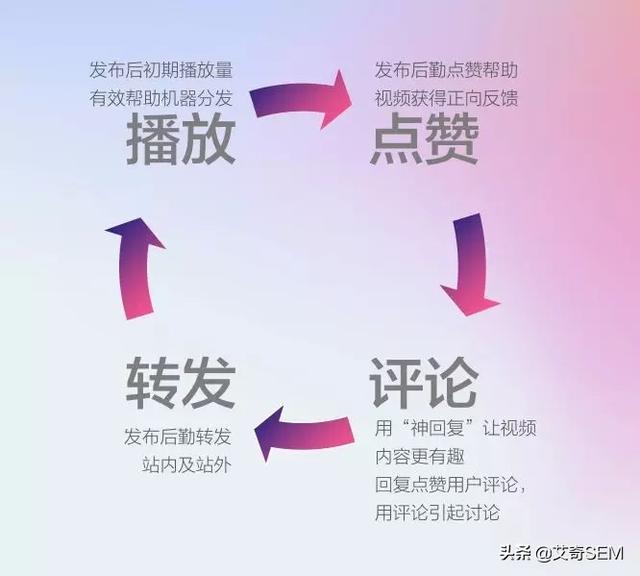 发布后初期播放量
有效帮助机器分发
播放
发布后勤点赞帮助
视频获得正向反馈
点赞
评论
用“神回复”让视频
内容更有趣
回复点赞用户评论，
用评论引起讨论
转发
发布后勤转发
站内及站外
头条@艾奇SEM